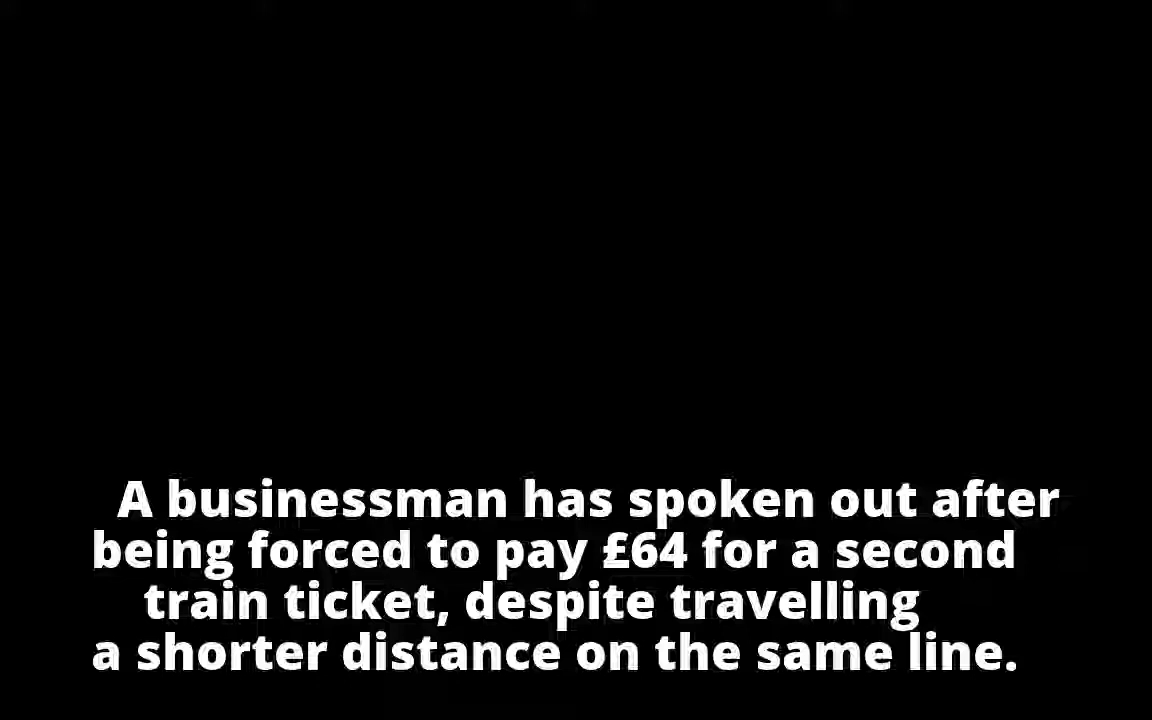 A businessman has spoken out after
being forced to pay £64 for a second
train ticket, despite travelling
a shorter distance on the same line.